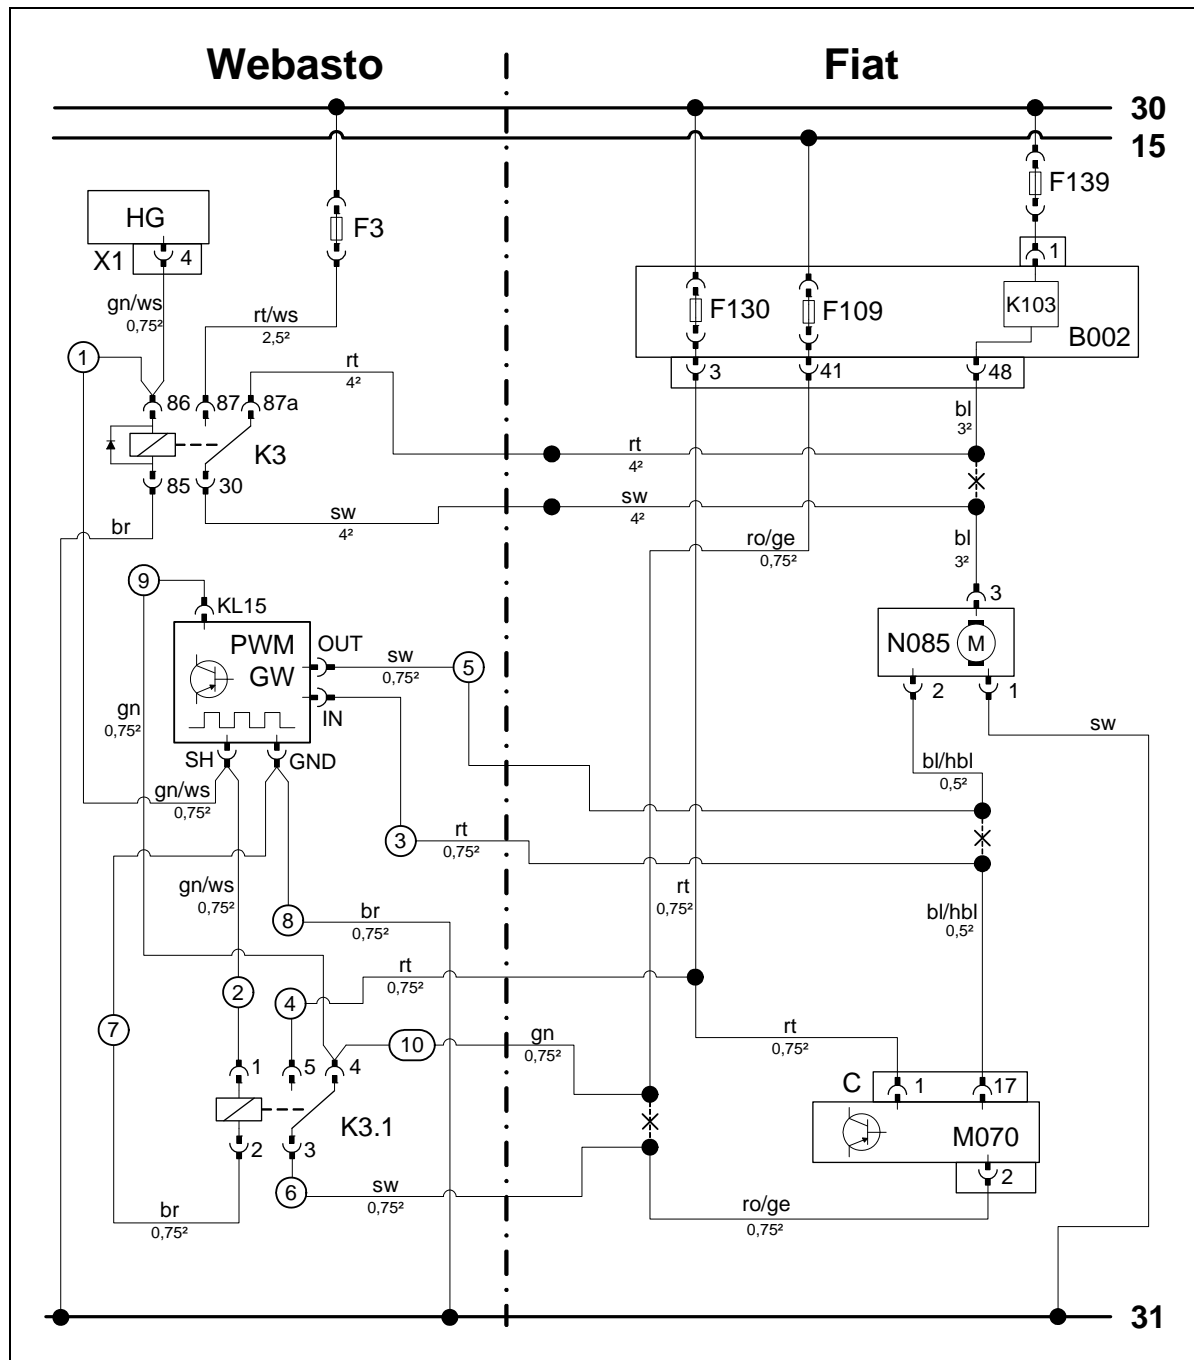 Webasto
Fiat
30
15
F139
HG
F3
X1
4
1
gn/ws
0,75²
rt/ws
2,5²
F130
F109
K103
B002
1
rt
4²
3
41
48
86
87
87a
bl
3²
K3
rt
4²
85
30
br
sw
4²
sw
4²
ro/ge
0,75²
bl
3²
9
KL15
3
PWM
GW
OUT
sw
0,75²
5
N085
M
IN
2
1
gn
0,75²
SH
GND
sw
gn/ws
0,75²
bl/hbl
0,5²
3
rt
0,75²
gn/ws
0,75²
rt
0,75²
8
br
0,75²
bl/hbl
0,5²
rt
0,75²
2
4
7
10
gn
0,75²
rt
0,75²
1
5
4
C
1
17
K3.1
M070
2
3
2
6
sw
0,75²
br
0,75²
ro/ge
0,75²
31